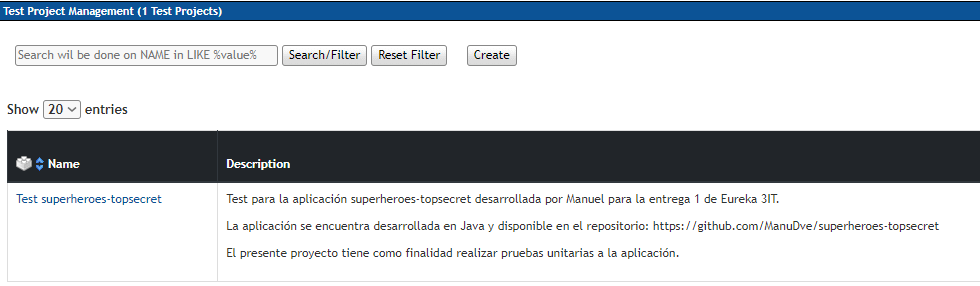 Test Project Management (1 Test Projects)
Search wil be done on NAME in LIKE %value% Search/Filter Reset Filter Create
Show 20 entries
Name Description
Test superheroes-topsecret Test para la aplicación superheroes-topsecret desarrollada por Manuel para la entrega 1 de Eureka 3IT.
La aplicación se encuentra desarrollada en Java y disponible en el repositorio: https://github.com/ManuDve/superheroes-topsecret
El presente proyecto tiene como finalidad realizar pruebas unitarias a la aplicación.